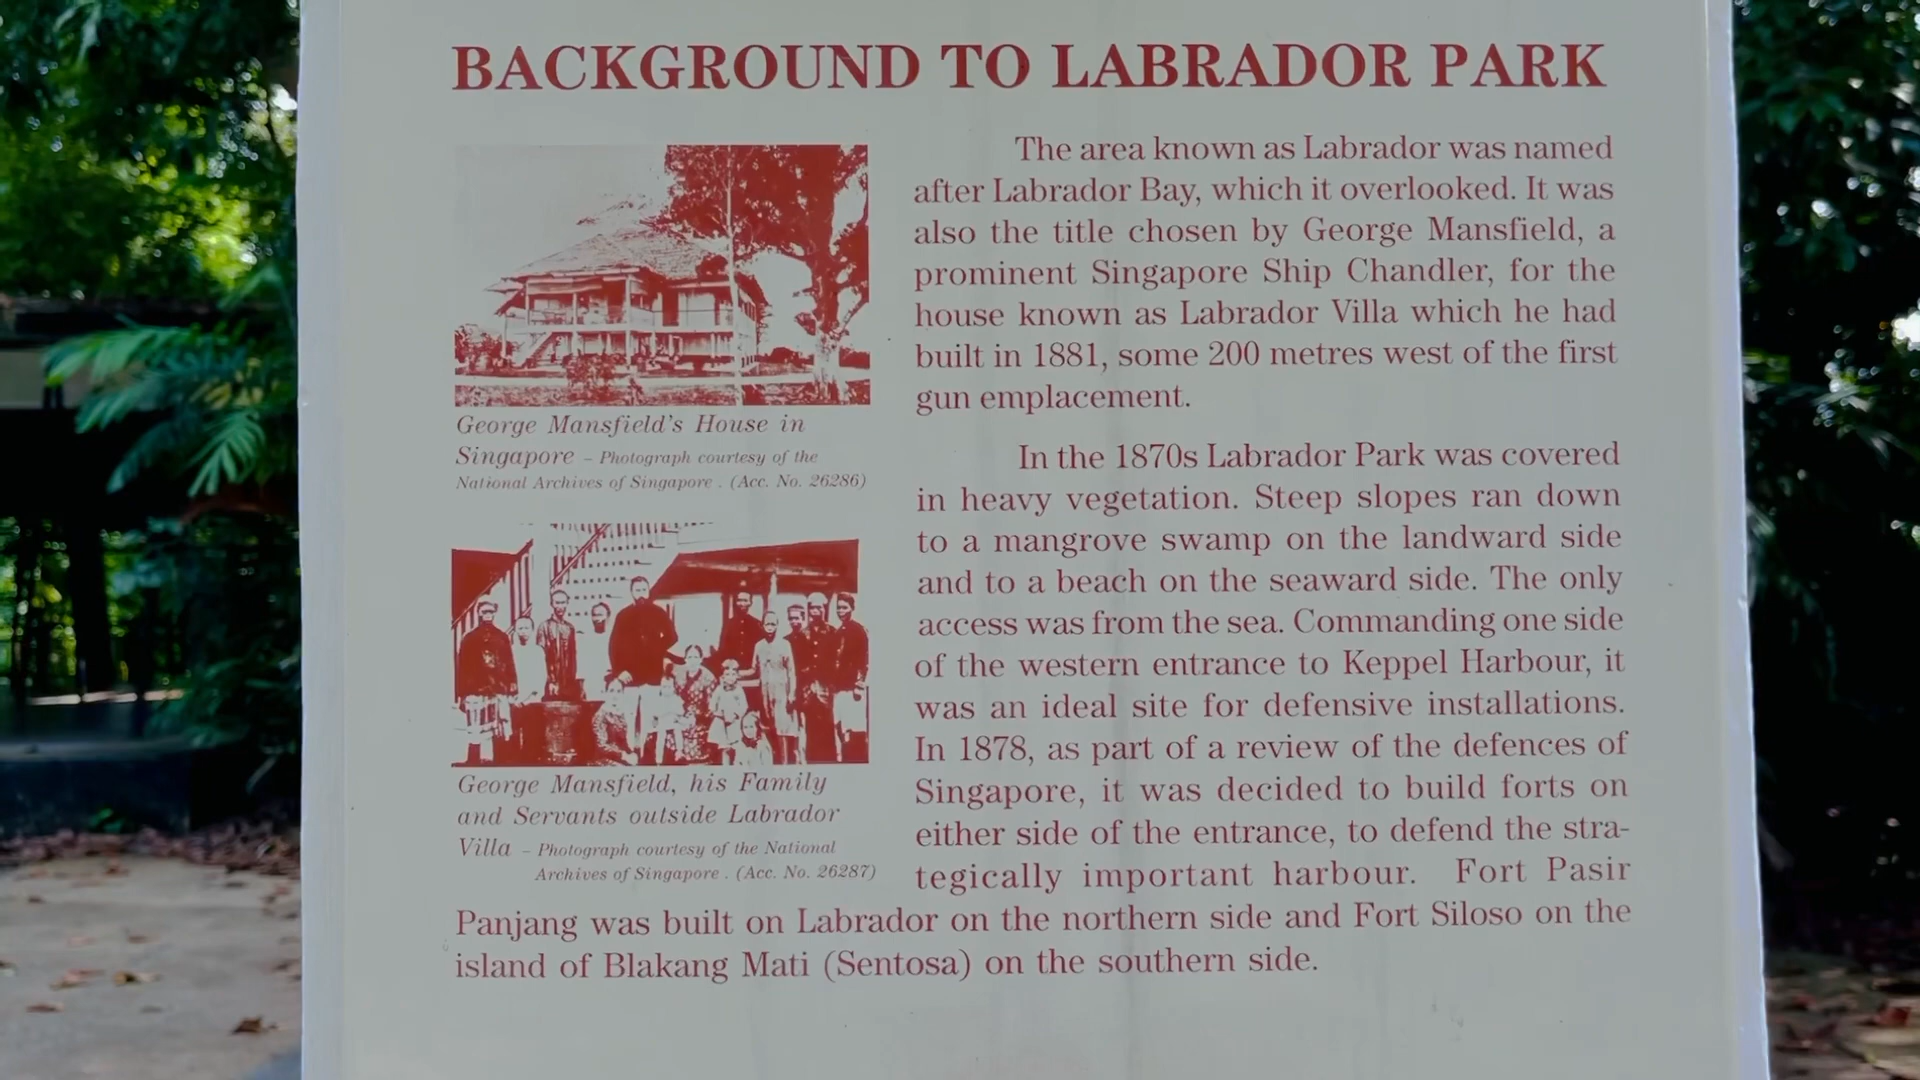 BACKGROUND TO LABRADOR PARK
George Mansfield's House in
Singapore – Photograph courtesy of the
National Archives of Singapore . (Acc. No. 26286)
George Mansfield, his Family
and Servants outside Labrador
Villa – Photograph courtesy of the National
Archives of Singapore . (Acc. No. 26287)
The area known as Labrador was named
after Labrador Bay, which it overlooked. It was
also the title chosen by George Mansfield, a
prominent Singapore Ship Chandler, for the
house known as Labrador Villa which he had
built in 1881, some 200 metres west of the first
gun emplacement.
In the 1870s Labrador Park was covered
in heavy vegetation. Steep slopes ran down
to a mangrove swamp on the landward side
and to a beach on the seaward side. The only
access was from the sea. Commanding one side
of the western entrance to Keppel Harbour, it
was an ideal site for defensive installations.
In 1878, as part of a review of the defences of
Singapore, it was decided to build forts on
either side of the entrance, to defend the stra-
tegically important harbour. Fort Pasir
Panjang was built on Labrador on the northern side and Fort Siloso on the
island of Blakang Mati (Sentosa) on the southern side.